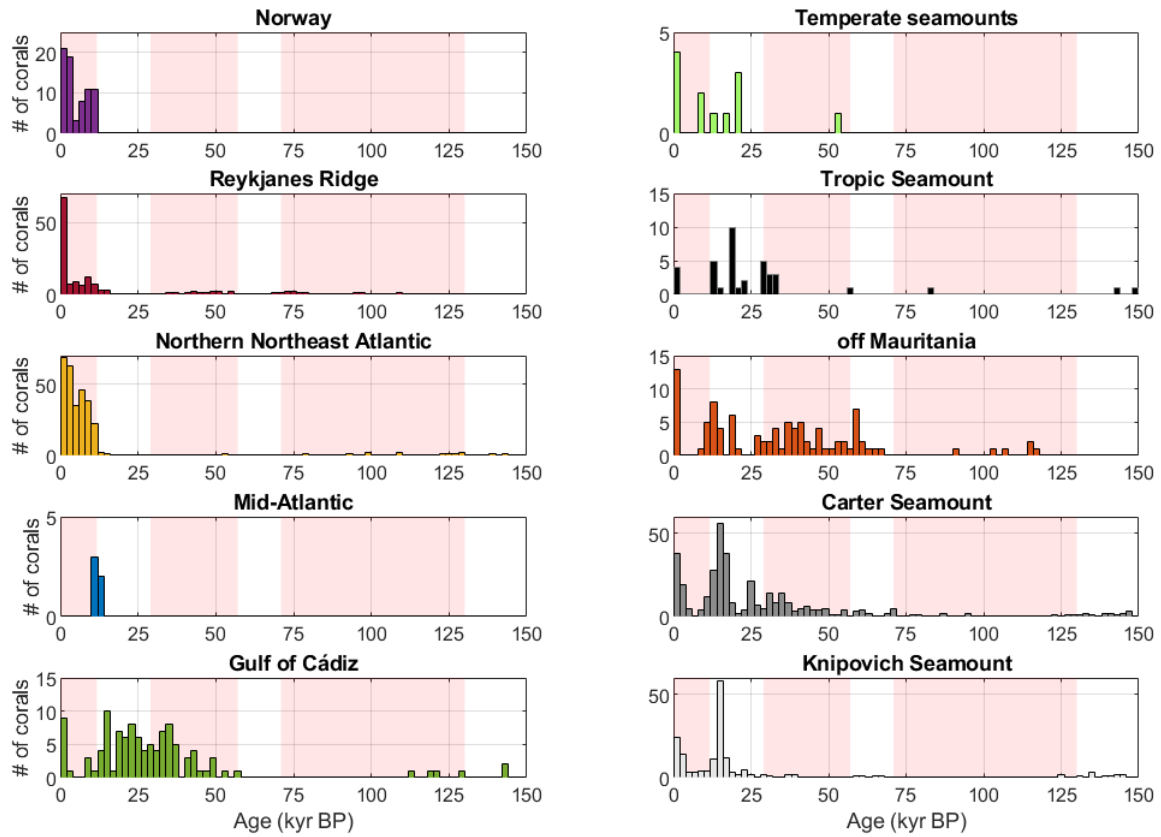 Norway
# of corals
20
10
0
0 25 50 75 100 125 150
Reykjanes Ridge
# of corals
50
0
0 25 50 75 100 125 150
Northern Northeast Atlantic
# of corals
50
0
0 25 50 75 100 125 150
Mid-Atlantic
# of corals
5
0
0 25 50 75 100 125 150
Gulf of Cádiz
# of corals
15
10
5
0
0 25 50 75 100 125 150
Age (kyr BP)
Temperate seamounts
5
0
0 25 50 75 100 125 150
Tropic Seamount
15
10
5
0
0 25 50 75 100 125 150
off Mauritania
15
10
5
0
0 25 50 75 100 125 150
Carter Seamount
50
0
0 25 50 75 100 125 150
Knipovich Seamount
50
0
0 25 50 75 100 125 150
Age (kyr BP)